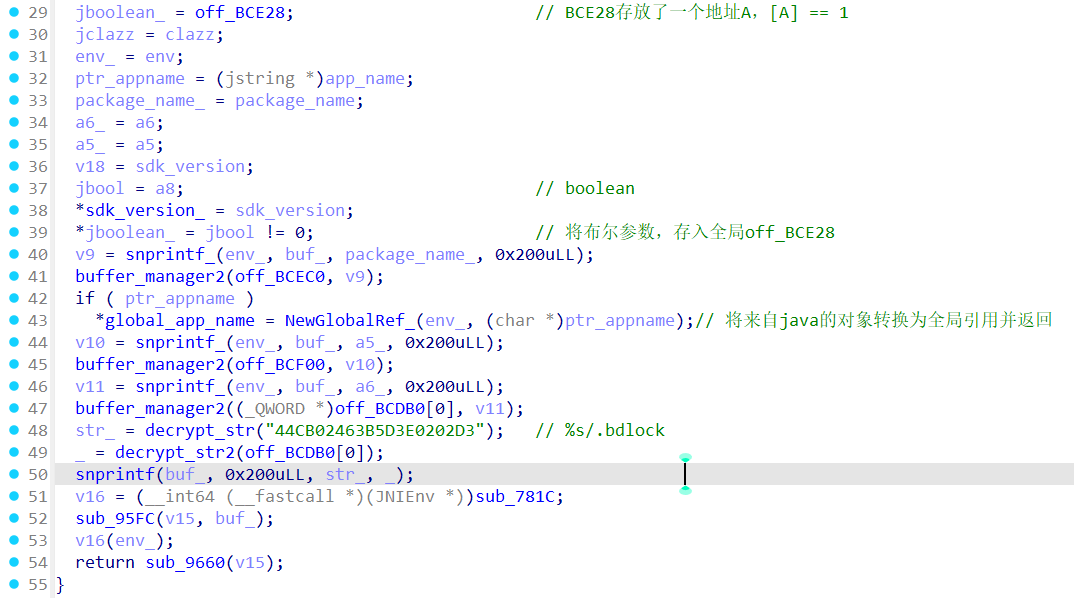 29 jboolean_ = off_BCE28; // BCE28存放了一个地址A，[A] == 1
30 jclazz = clazz;
31 env_ = env;
32 ptr_appname = (jstring *)app_name;
33 package_name_ = package_name;
34 a6_ = a6;
35 a5_ = a5;
36 v18 = sdk_version;
37 jbool = a8; // boolean
38 *sdk_version_ = sdk_version;
39 *jboolean_ = jbool != 0; // 将布尔参数，存入全局off_BCE28
40 v9 = snprintf_(env_, buf_, package_name_, 0x200uLL);
41 buffer_manager2(off_BCEC0, v9);
42 if ( ptr_appname )
43 *global_app_name = NewGlobalRef_(env_, (char *)ptr_appname);// 将来自java的对象转换为全局引用并返回
44 v10 = snprintf_(env_, buf_, a5_, 0x200uLL);
45 buffer_manager2(off_BCF00, v10);
46 v11 = snprintf_(env_, buf_, a6_, 0x200uLL);
47 buffer_manager2((_QWORD *)off_BCDB0[0], v11);
48 str_ = decrypt_str("44CB02463B5D3E0202D3"); // %s/.bdlock
49 _ = decrypt_str2(off_BCDB0[0]);
50 snprintf(buf_, 0x200uLL, str_, _);
51 v16 = (__int64 (__fastcall *)(JNIEnv *))sub_781C;
52 sub_95FC(v15, buf_);
53 v16(env_);
54 return sub_9660(v15);
55 }